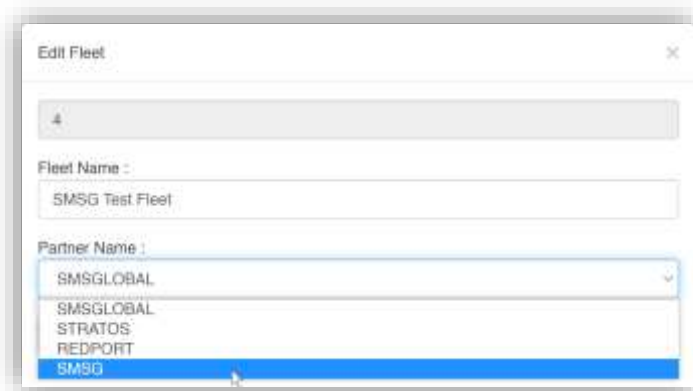 Edit Fleet
4
Fleet Name :
SMSG Test Fleet
Partner Name :
SMSGLOBAL
SMSGLOBAL
STRATOS
REDPORT
SMSG